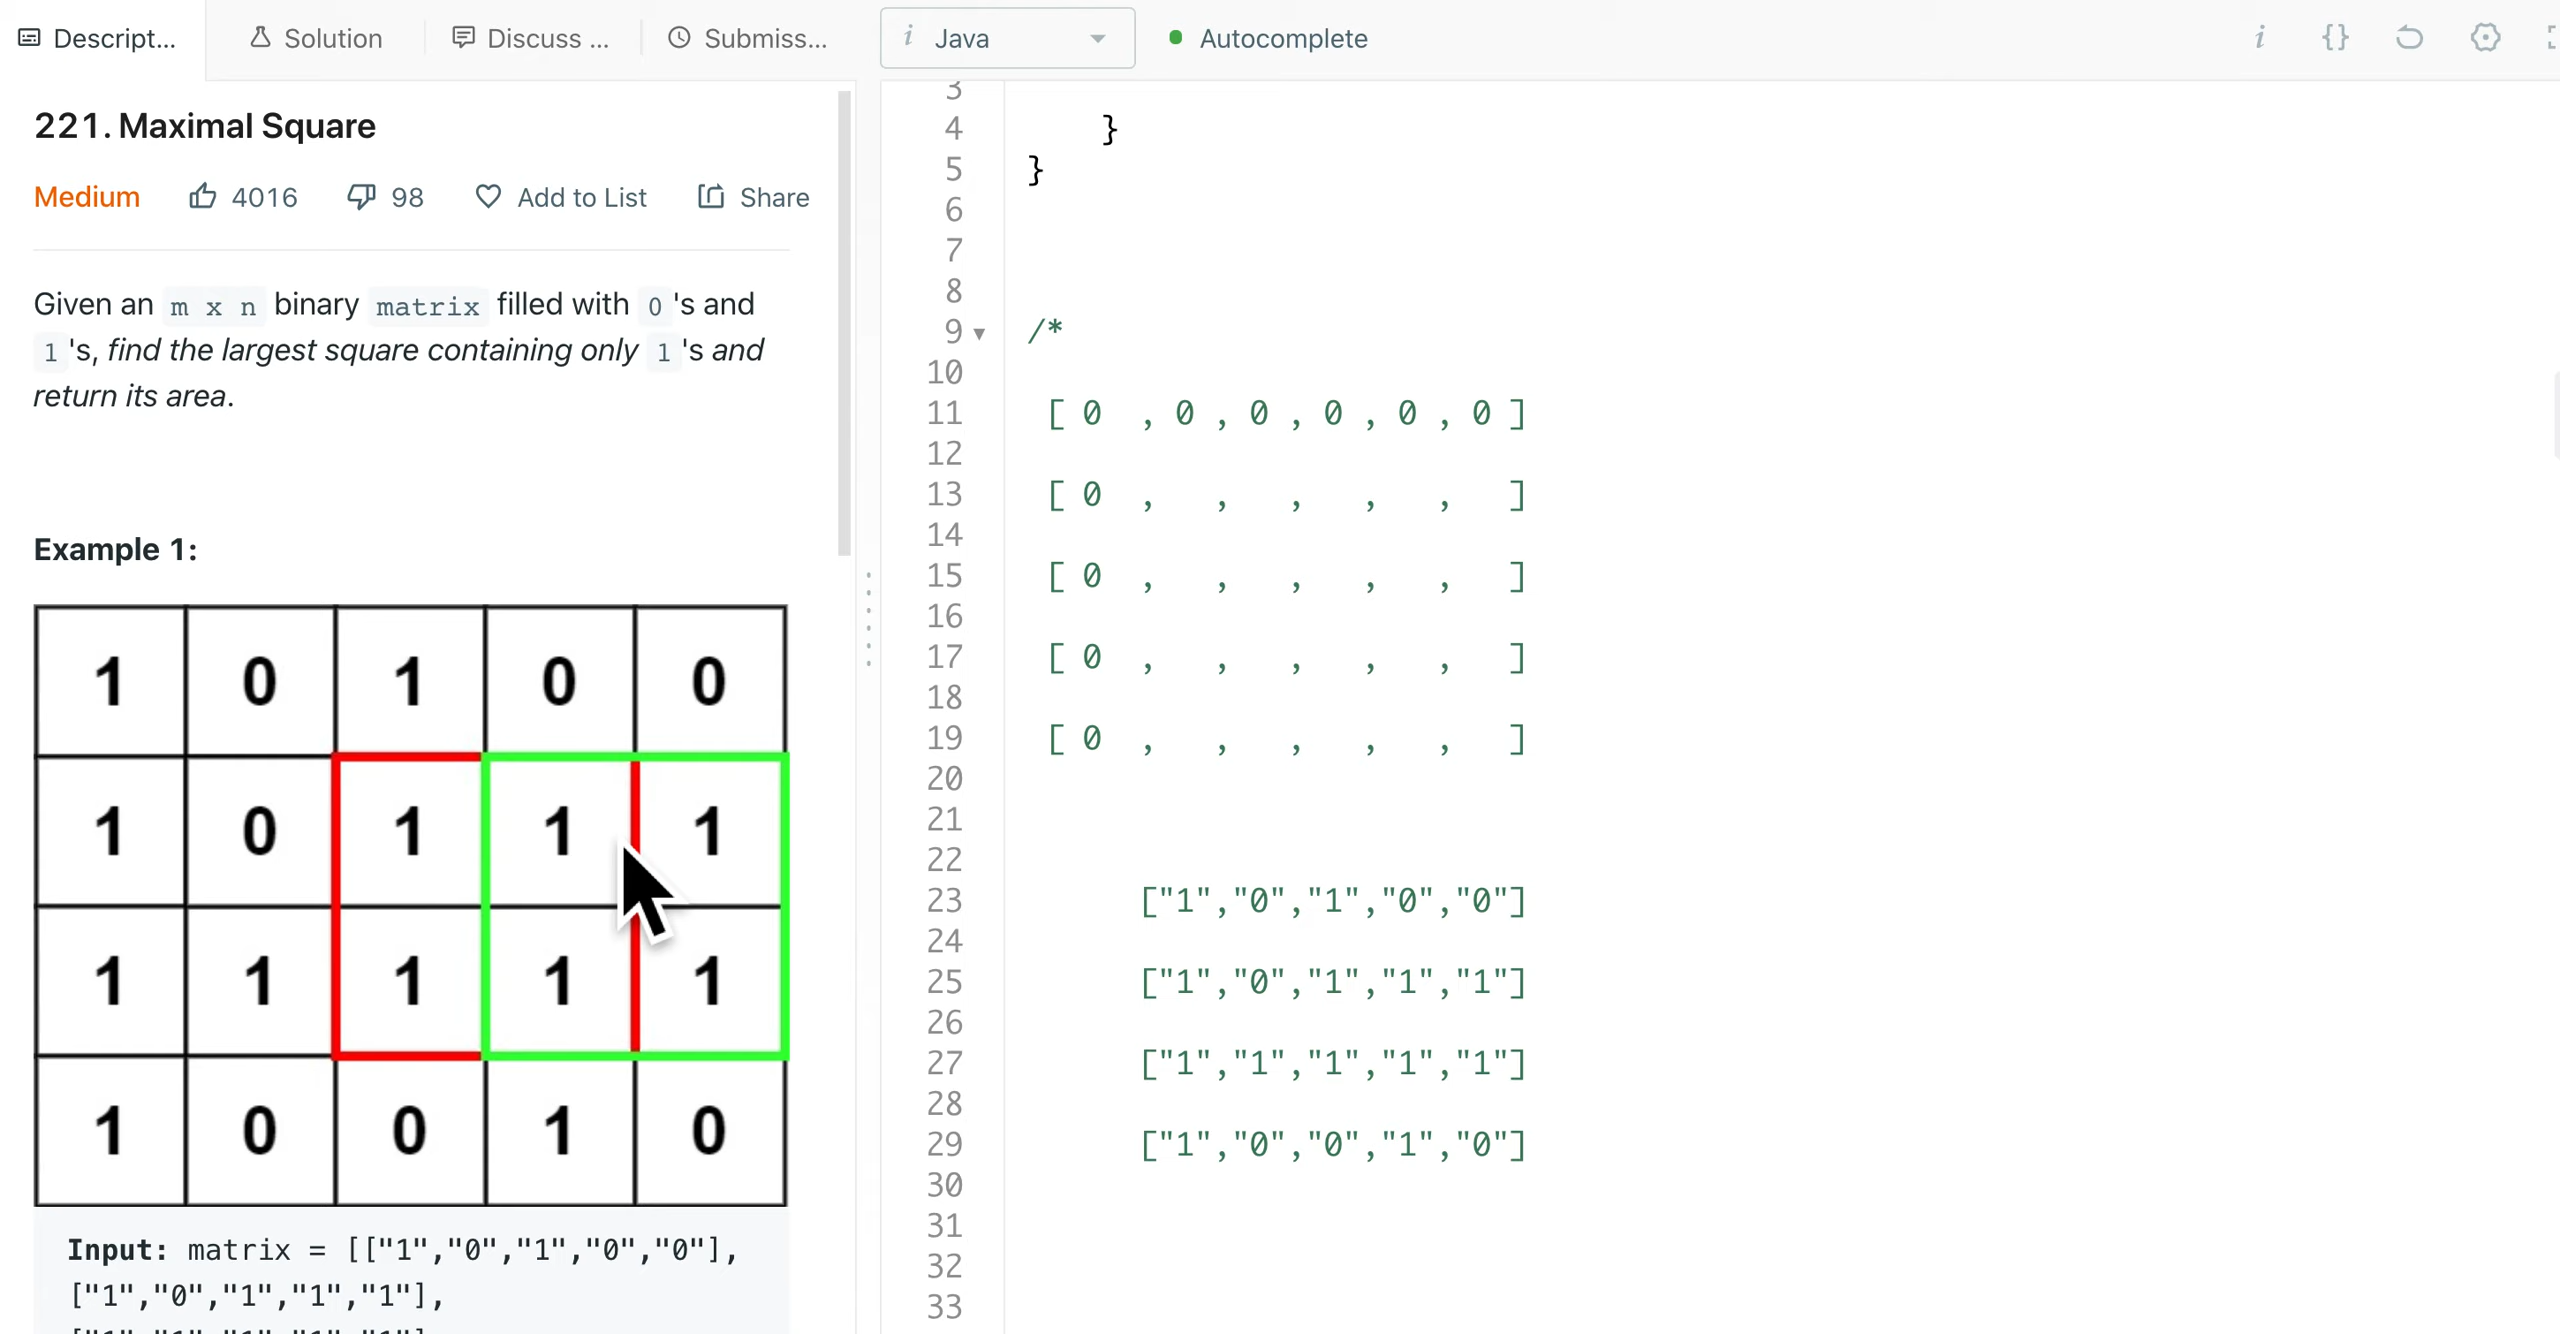 Descript...
Solution
Discuss ...
Submiss...
i Java
Autocomplete
i {}
221. Maximal Square
Medium 4016 98 Add to List Share
Given an m x n binary matrix filled with 0 's and
1 's, find the largest square containing only 1 's and
return its area.
Example 1:
1 0 1 0 0
1 0 1 1 1
1 1 1 1 1
1 0 0 1 0
Input: matrix = [["1","0","1","0","0"],
["1","0","1","1","1"],
3
4 }
5 }
6
7
8
9 /*
10
11 [ 0 , 0 , 0 , 0 , 0 , 0 ]
12
13 [ 0 , , , , , ]
14
15 [ 0 , , , , , ]
16
17 [ 0 , , , , , ]
18
19 [ 0 , , , , , ]
20
21
22
23 ["1","0","1","0","0"]
24
25 ["1","0","1","1","1"]
26
27 ["1","1","1","1","1"]
28
29 ["1","0","0","1","0"]
30
31
32
33